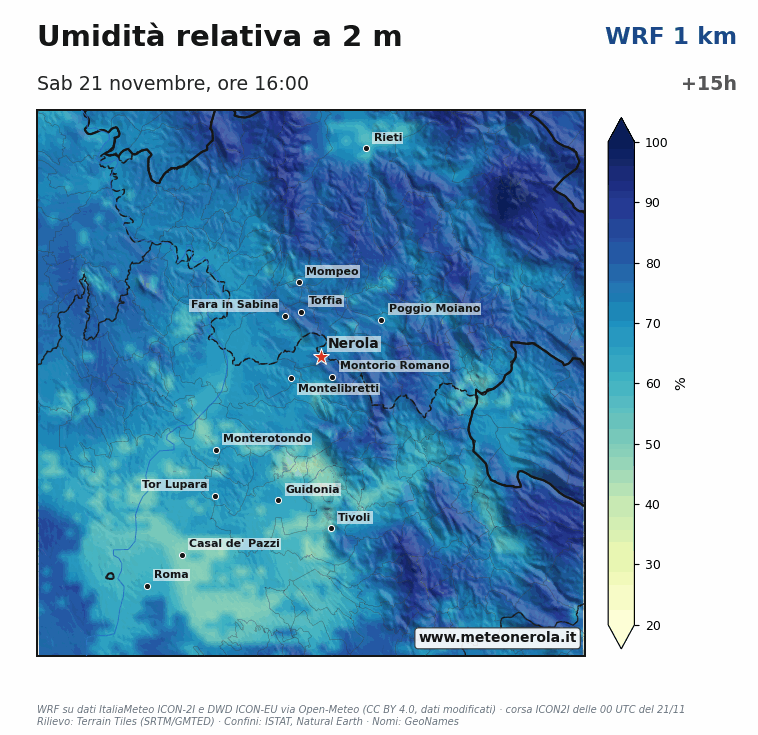 Umidità relativa a 2 m
WRF 1 km
Sab 21 novembre, ore 16:00
+15h
Rieti
Mompeo
Fara in Sabina
Toffia
Poggio Moiano
Nerola
Montorio Romano
Montelibretti
Monterotondo
Tor Lupara
Guidonia
Tivoli
Casal de' Pazzi
Roma
www.meteonerola.it
100
90
80
70
60
50
40
30
20
%
WRF su dati ItaliaMeteo ICON-2I e DWD ICON-EU via Open-Meteo (CC BY 4.0, dati modificati) · corsa ICON2I delle 00 UTC del 21/11
Rilievo: Terrain Tiles (SRTM/GMTED) · Confini: ISTAT, Natural Earth · Nomi: GeoNames